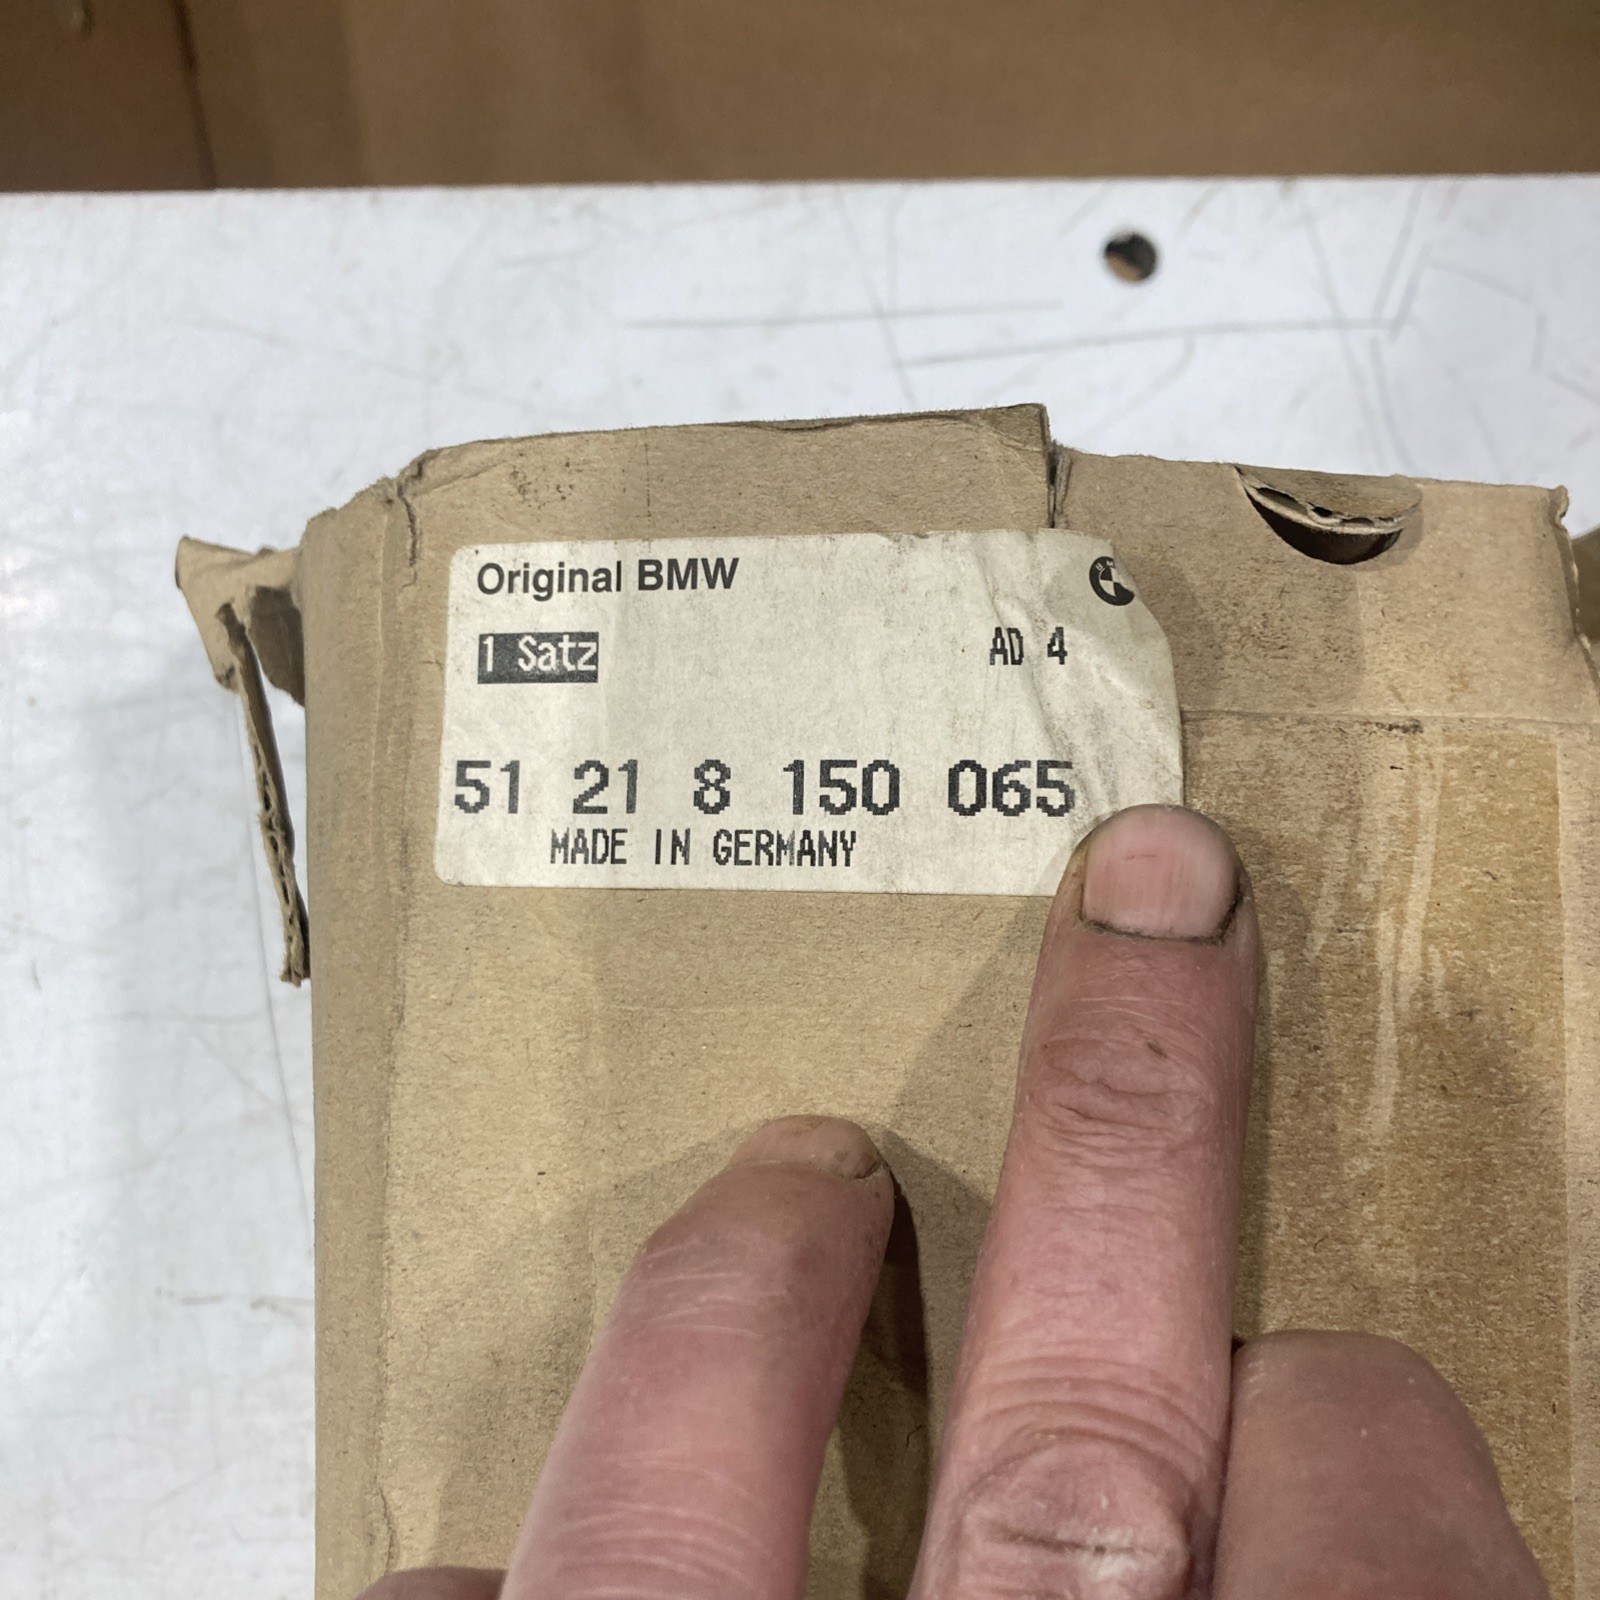 Original BMW
1 Satz AD 4
51 21 8 150 065
MADE IN GERMANY